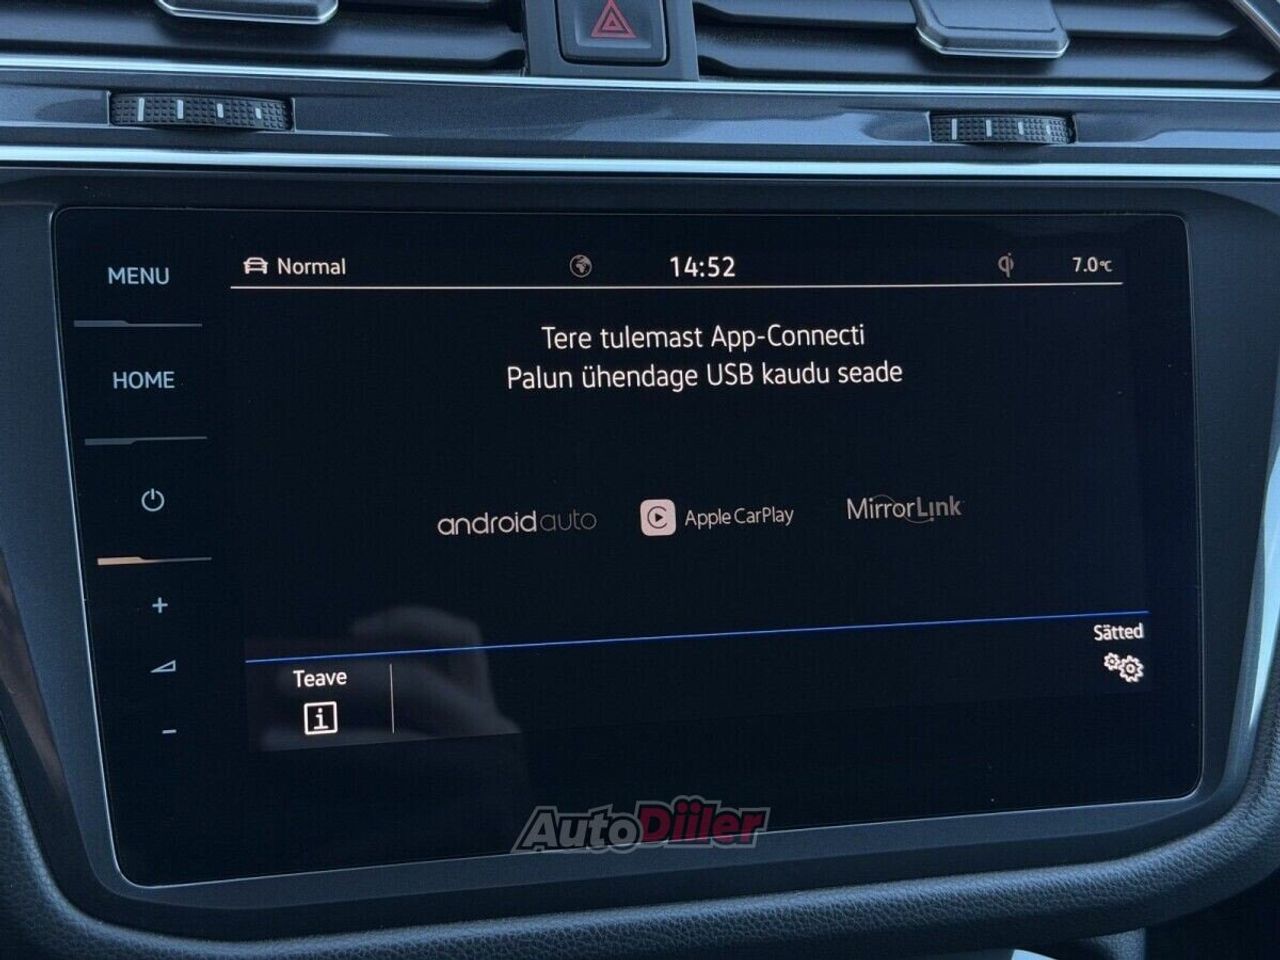 MENU
Normal
14:52
7.0°C
Tere tulemast App-Connecti
Palun ühendage USB kaudu seade
HOME
androidauto
Apple CarPlay
MirrorLink
+
Sätted
Teave
i
−
AutoDiiler